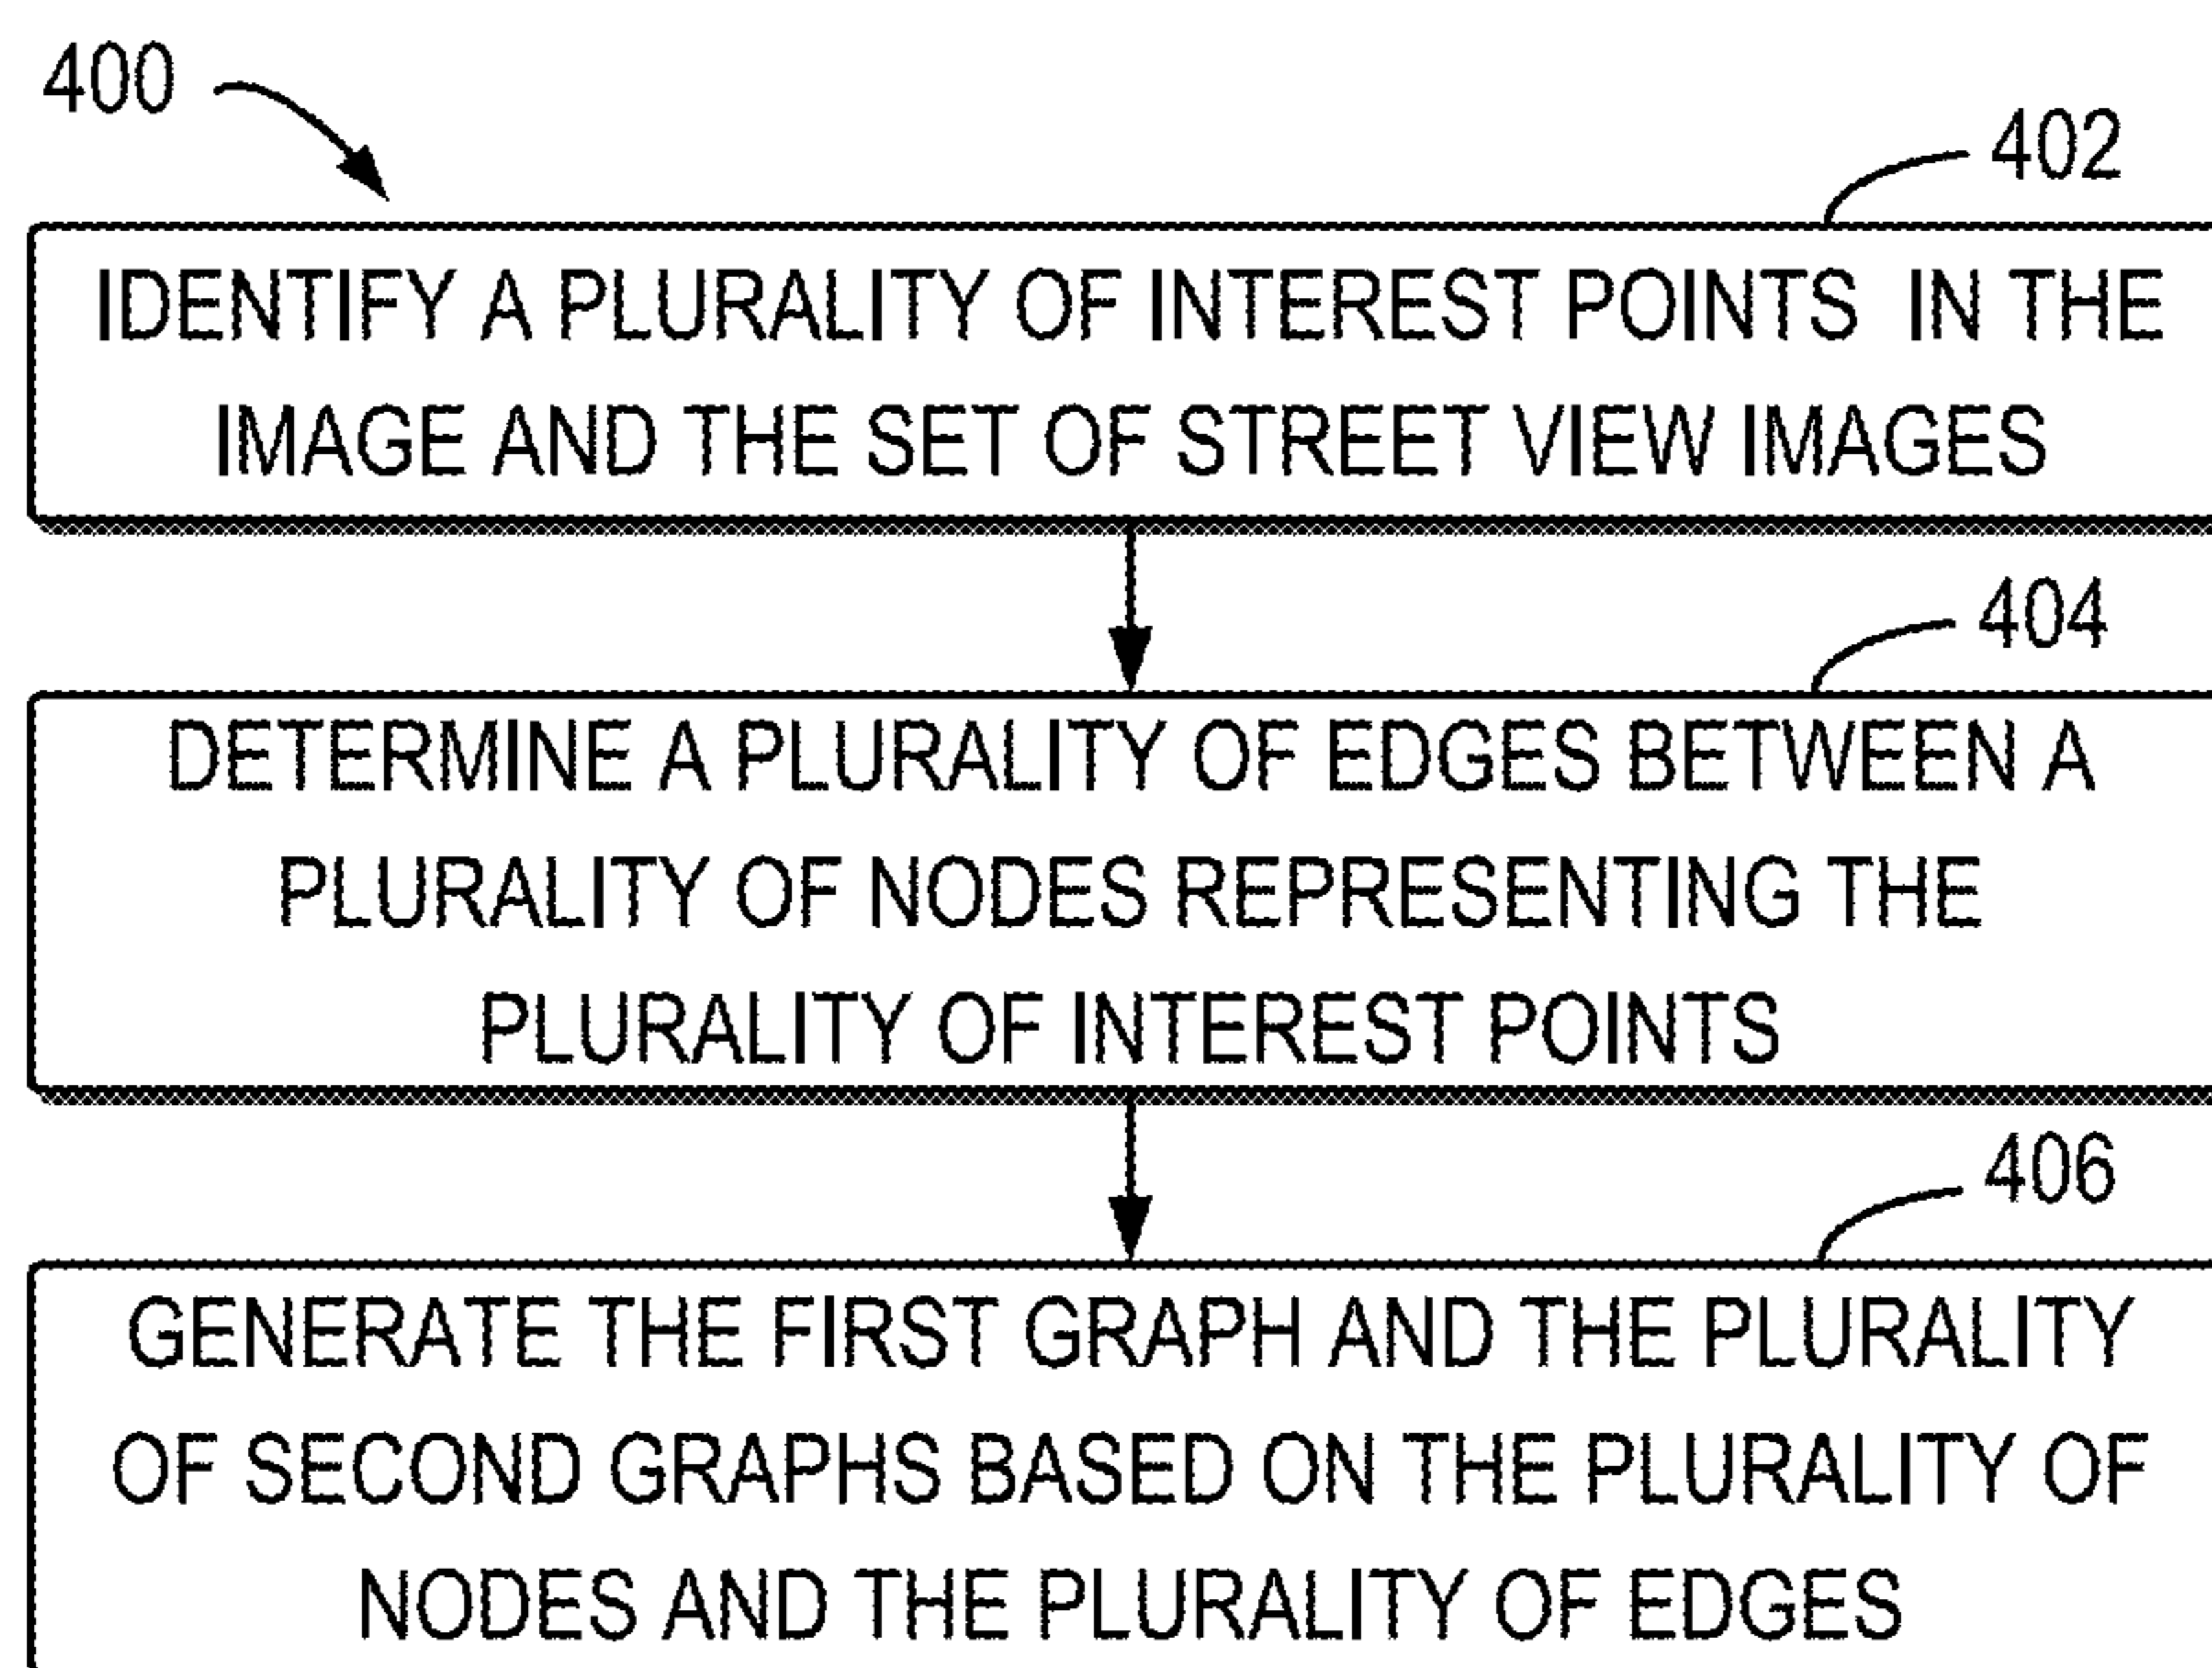 400
402
IDENTIFY A PLURALITY OF INTEREST POINTS IN THE
IMAGE AND THE SET OF STREET VIEW IMAGES
404
DETERMINE A PLURALITY OF EDGES BETWEEN A
PLURALITY OF NODES REPRESENTING THE
PLURALITY OF INTEREST POINTS
406
GENERATE THE FIRST GRAPH AND THE PLURALITY
OF SECOND GRAPHS BASED ON THE PLURALITY OF
NODES AND THE PLURALITY OF EDGES